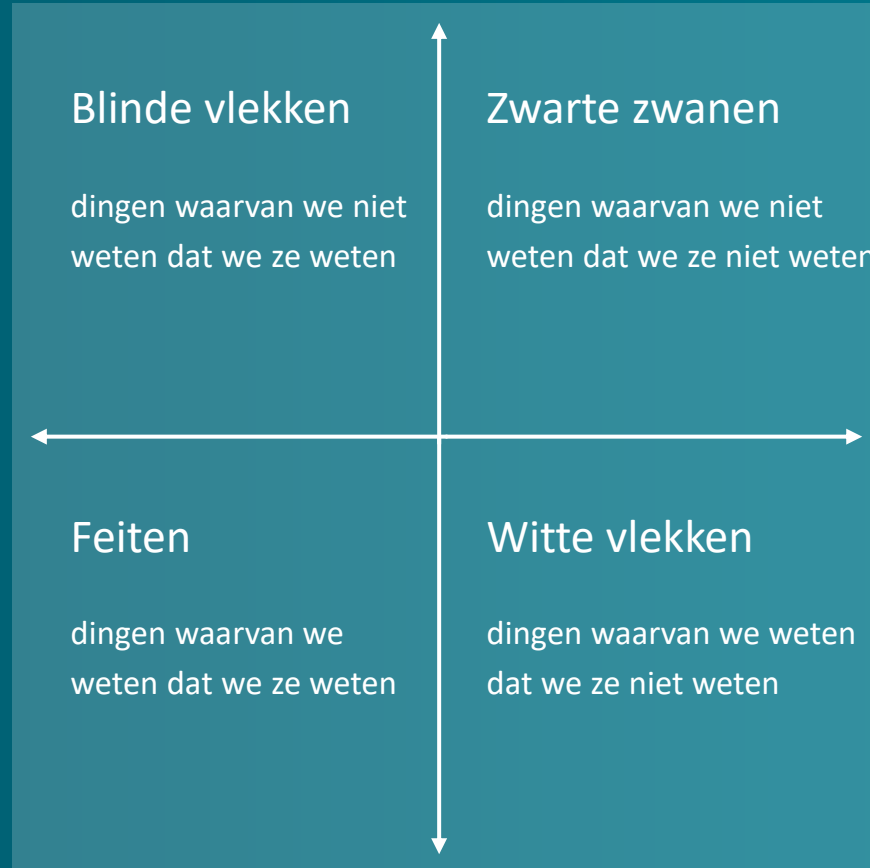 Blinde vlekken
dingen waarvan we niet
weten dat we ze weten
Zwarte zwanen
dingen waarvan we niet
weten dat we ze niet weten
Feiten
dingen waarvan we
weten dat we ze weten
Witte vlekken
dingen waarvan we weten
dat we ze niet weten